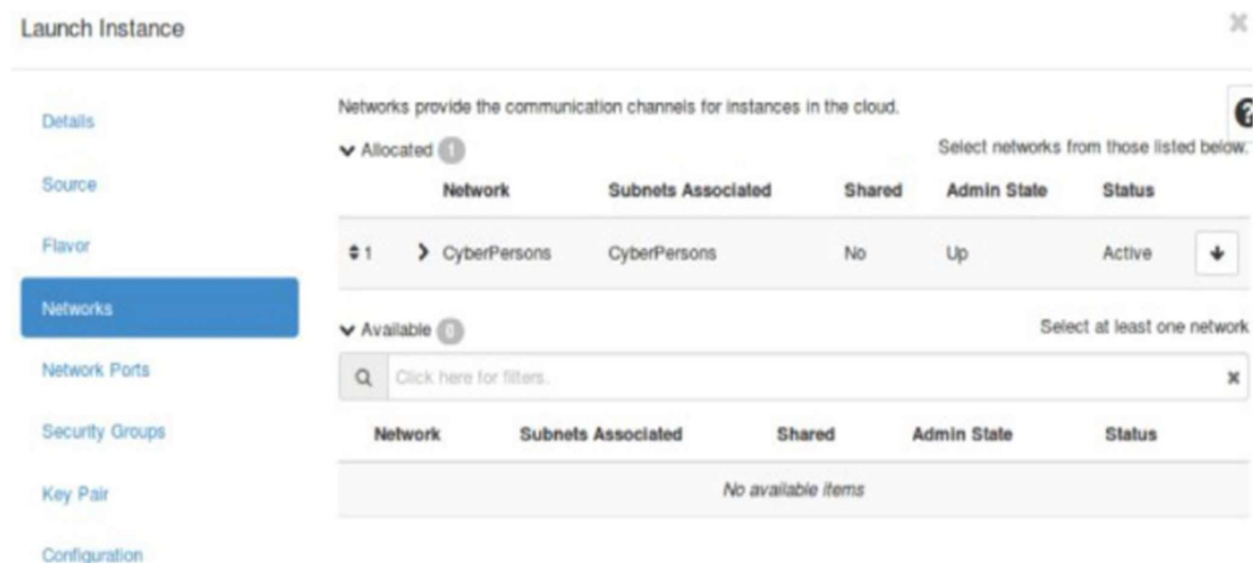 Launch Instance
Details
Source
Flavor
Networks
Network Ports
Security Groups
Key Pair
Configuration
Networks provide the communication channels for instances in the cloud.
Allocated 1
Select networks from those listed below.
Network Subnets Associated Shared Admin State Status
1 CyberPersons CyberPersons No Up Active
Available 0
Select at least one network
Click here for filters.
Network Subnets Associated Shared Admin State Status
No available items